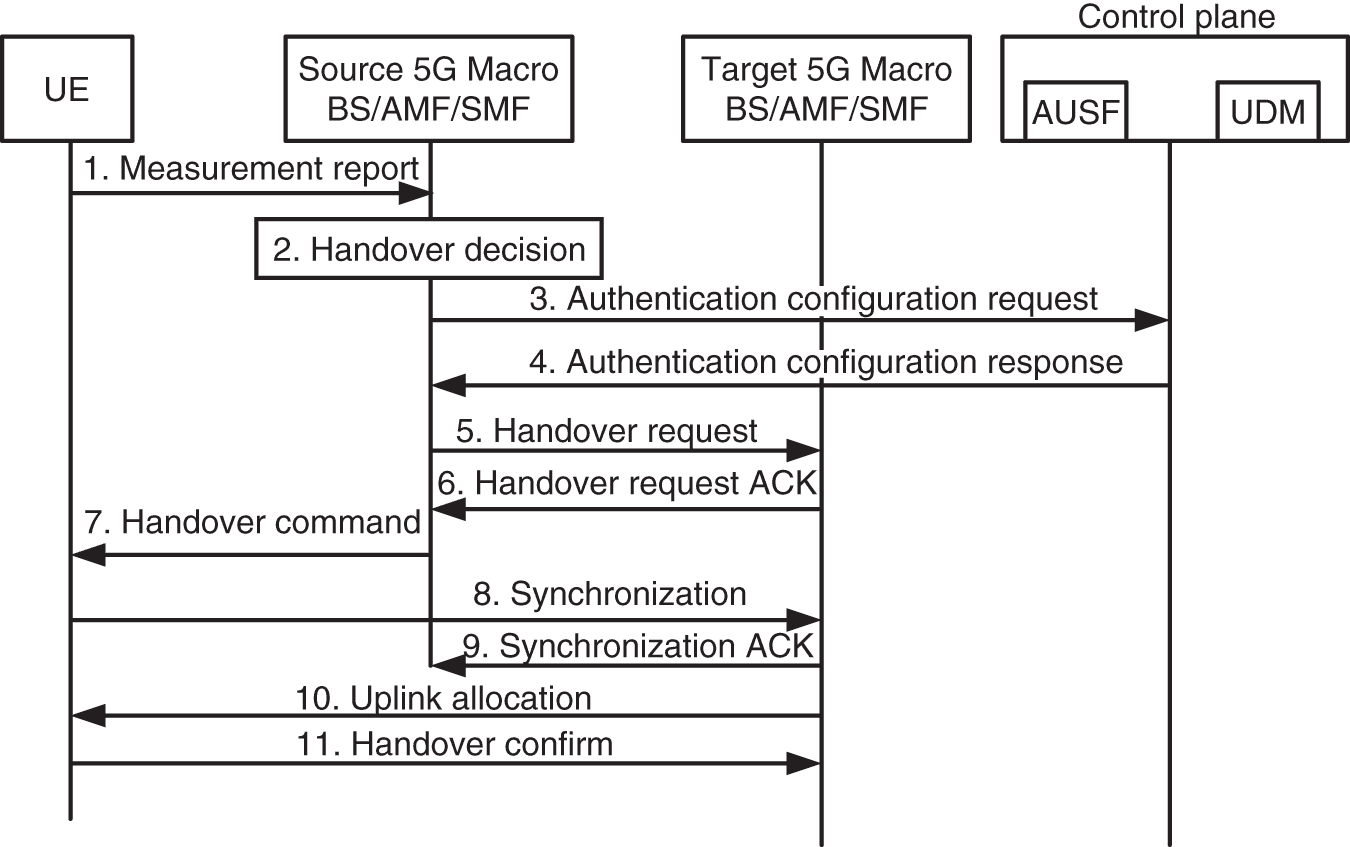 Control plane
UE
Source 5G Macro
BS/AMF/SMF
Target 5G Macro
BS/AMF/SMF
AUSF
UDM
1. Measurement report
2. Handover decision
3. Authentication configuration request
4. Authentication configuration response
5. Handover request
6. Handover request ACK
7. Handover command
8. Synchronization
9. Synchronization ACK
10. Uplink allocation
11. Handover confirm